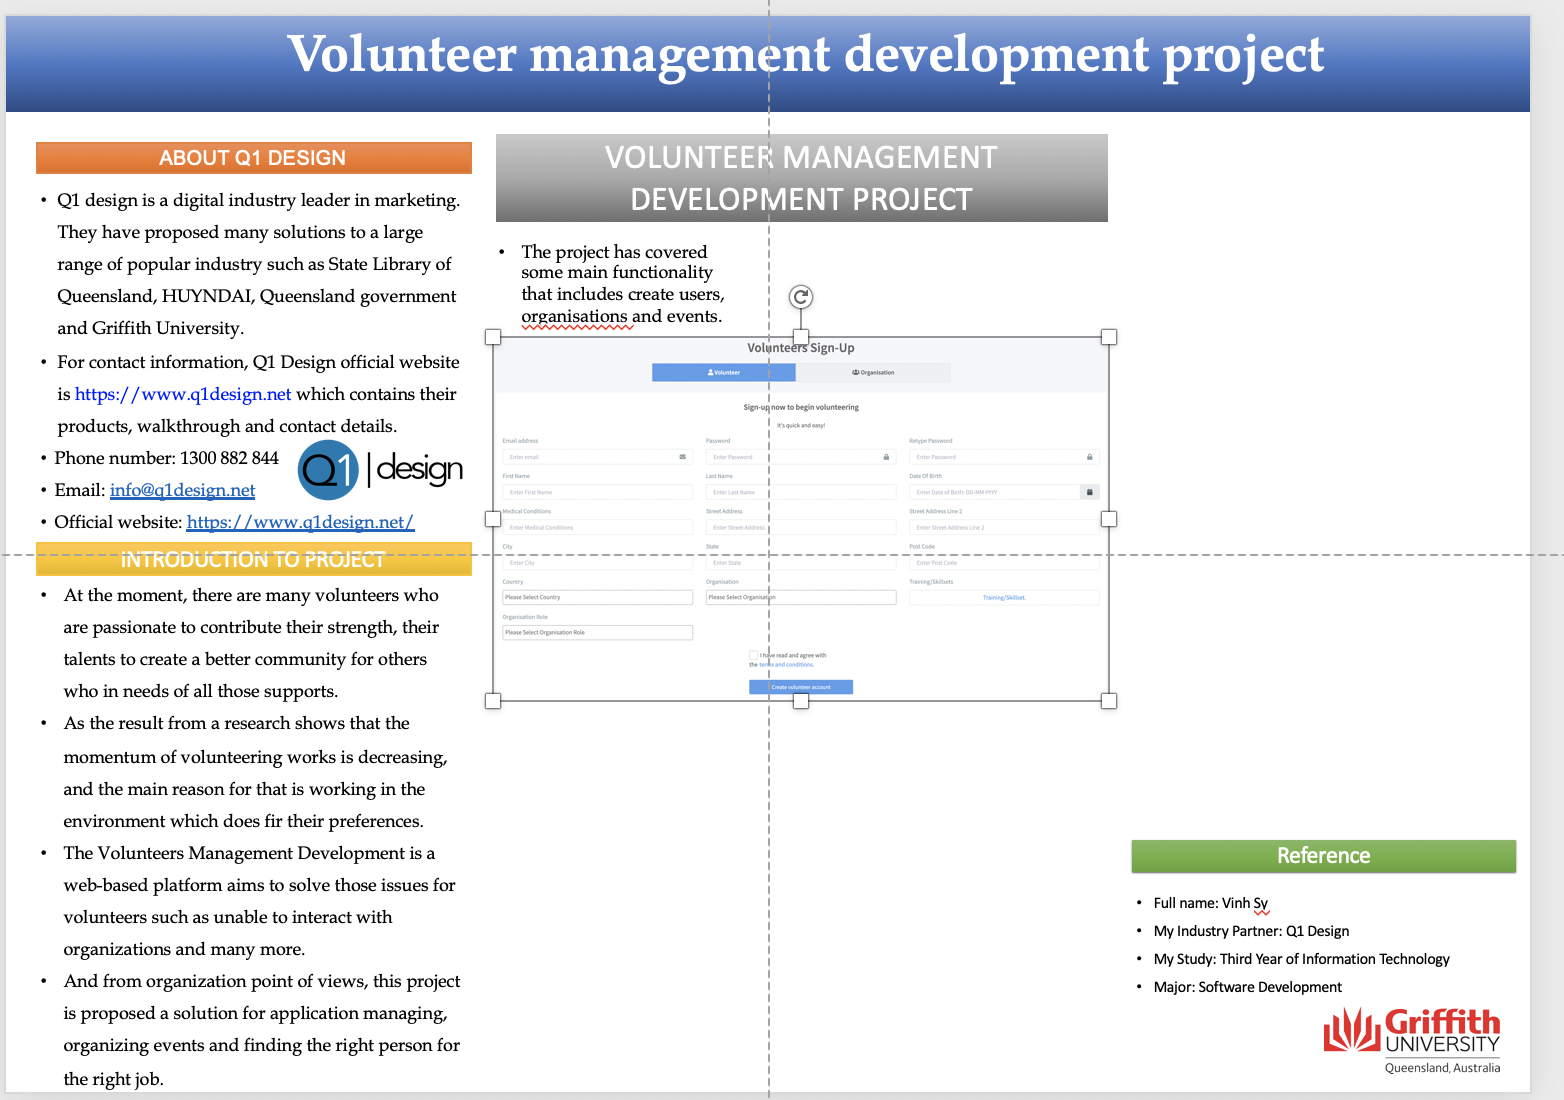 Volunteer management development project
ABOUT Q1 DESIGN
• Q1 design is a digital industry leader in marketing.
They have proposed many solutions to a large
range of popular industry such as State Library of
Queensland, HUYNDAI, Queensland government
and Griffith University.
• For contact information, Q1 Design official website
is https://www.q1design.net which contains their
products, walkthrough and contact details.
• Phone number: 1300 882 844
• Email: info@q1design.net
• Official website: https://www.q1design.net/
Q1 | design
INTRODUCTION TO PROJECT
• At the moment, there are many volunteers who
are passionate to contribute their strength, their
talents to create a better community for others
who in needs of all those supports.
• As the result from a research shows that the
momentum of volunteering works is decreasing,
and the main reason for that is working in the
environment which does fir their preferences.
• The Volunteers Management Development is a
web-based platform aims to solve those issues for
volunteers such as unable to interact with
organizations and many more.
• And from organization point of views, this project
is proposed a solution for application managing,
organizing events and finding the right person for
the right job.
VOLUNTEER MANAGEMENT
DEVELOPMENT PROJECT
• The project has covered
some main functionality
that includes create users,
organisations and events.
Volunteers Sign-Up
Volunteer Organisation
Sign-up now to begin volunteering
It's quick and easy!
Email address Password Retype Password
Enter email Enter Password Enter Password
First Name Last Name Date Of Birth
Enter First Name Enter Last Name Enter Date of Birth: DD-MM-YYYY
Medical Conditions Street Address Street Address Line 2
Enter Medical Conditions Enter Street Address Enter Street Address Line 2
City State Post Code
Enter City Enter State Enter Post Code
Country Organisation Training/Skillsets
Please Select Country Please Select Organisation Training/Skillset.
Organisation Role
Please Select Organisation Role
I have read and agree with
the terms and conditions.
Create volunteer account
Reference
• Full name: Vinh Sy
• My Industry Partner: Q1 Design
• My Study: Third Year of Information Technology
• Major: Software Development
Griffith
UNIVERSITY
Queensland, Australia